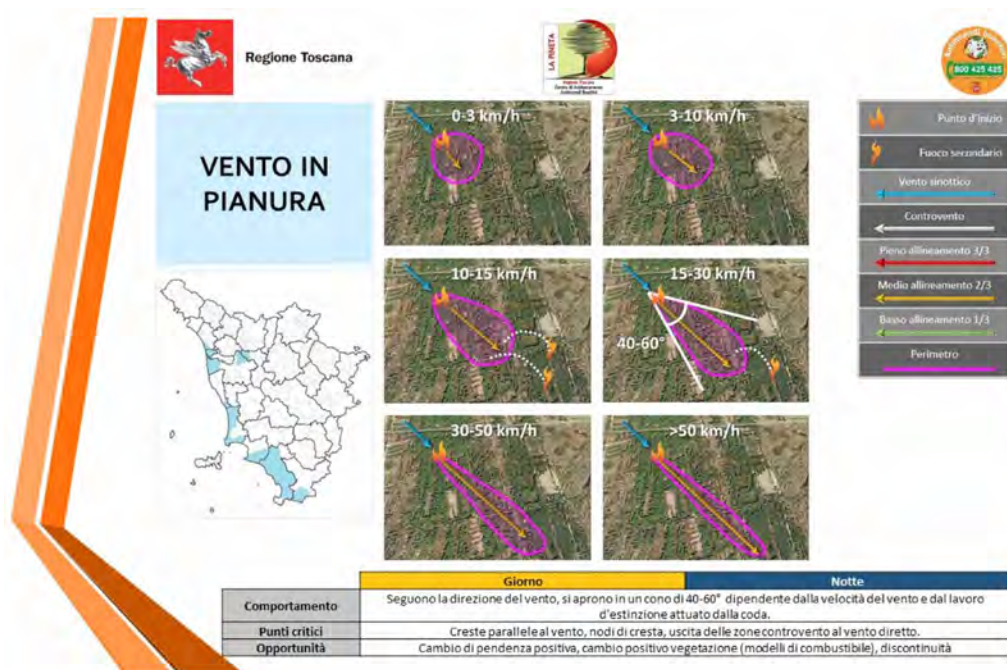 Regione Toscana
LA PINETA
800 425 425
VENTO IN
PIANURA
0-3 km/h
3-10 km/h
10-15 km/h
15-30 km/h
40-60°
30-50 km/h
>50 km/h
Punto d'inizio
Fuoco secondario
Vento sinottico
Controvento
Pieno allineamento 3/3
Medio allineamento 2/3
Basso allineamento 1/3
Perimetro
Giorno Notte
Comportamento
Seguono la direzione del vento, si aprono in un cono di 40-60° dipendente dalla velocità del vento e dal lavoro
d'estinzione attuato dalla coda.
Punti critici
Creste parallele al vento, nodi di cresta, uscita delle zone controvento al vento diretto.
Opportunità
Cambio di pendenza positiva, cambio positivo vegetazione (modelli di combustibile), discontinuità